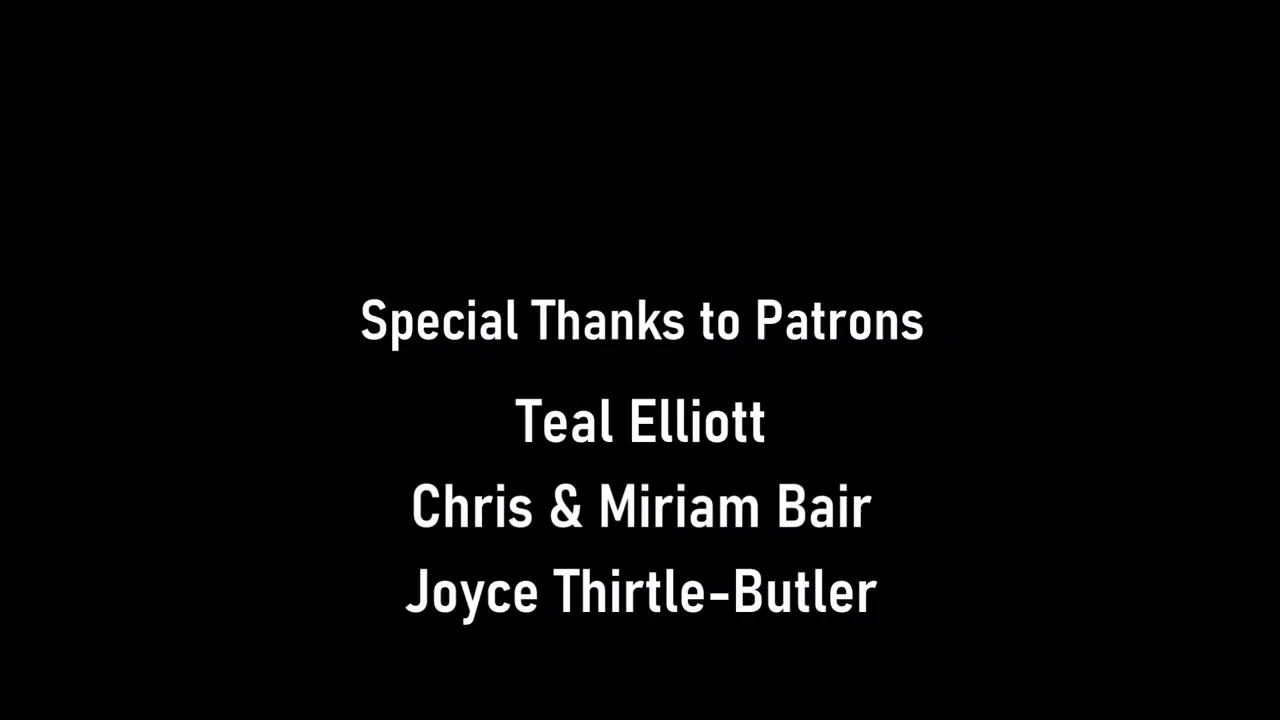 Special Thanks to Patrons
Teal Elliott
Chris & Miriam Bair
Joyce Thirtle-Butler